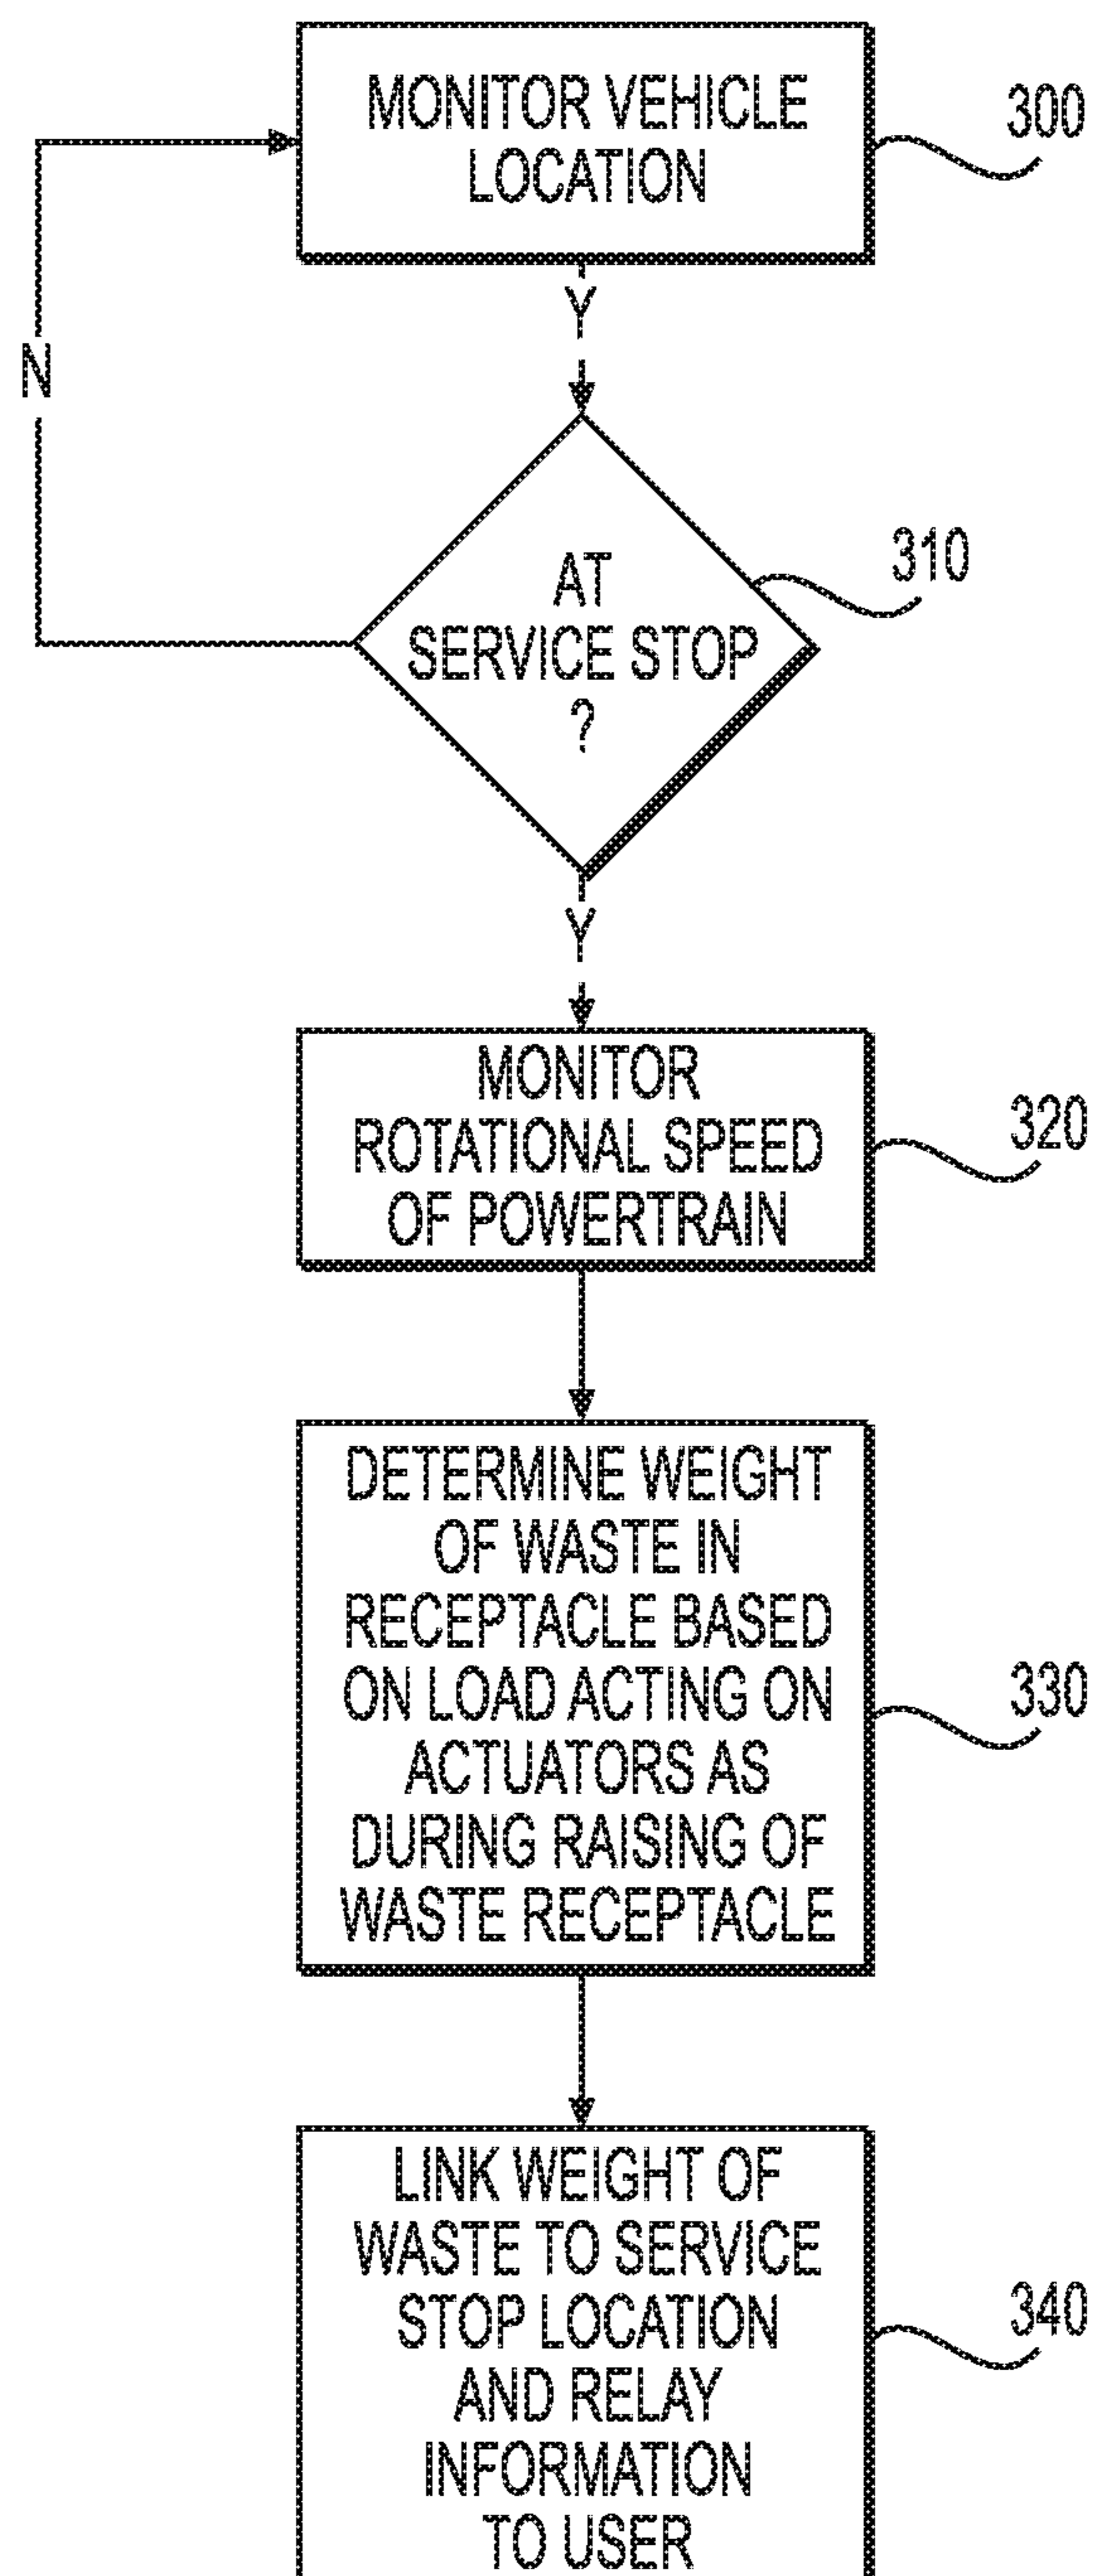 MONITOR VEHICLE
LOCATION
300
Y
N
AT
SERVICE STOP
?
310
Y
MONITOR
ROTATIONAL SPEED
OF POWERTRAIN
320
DETERMINE WEIGHT
OF WASTE IN
RECEPTACLE BASED
ON LOAD ACTING ON
ACTUATORS AS
DURING RAISING OF
WASTE RECEPTACLE
330
LINK WEIGHT OF
WASTE TO SERVICE
STOP LOCATION
AND RELAY
INFORMATION
TO USER
340